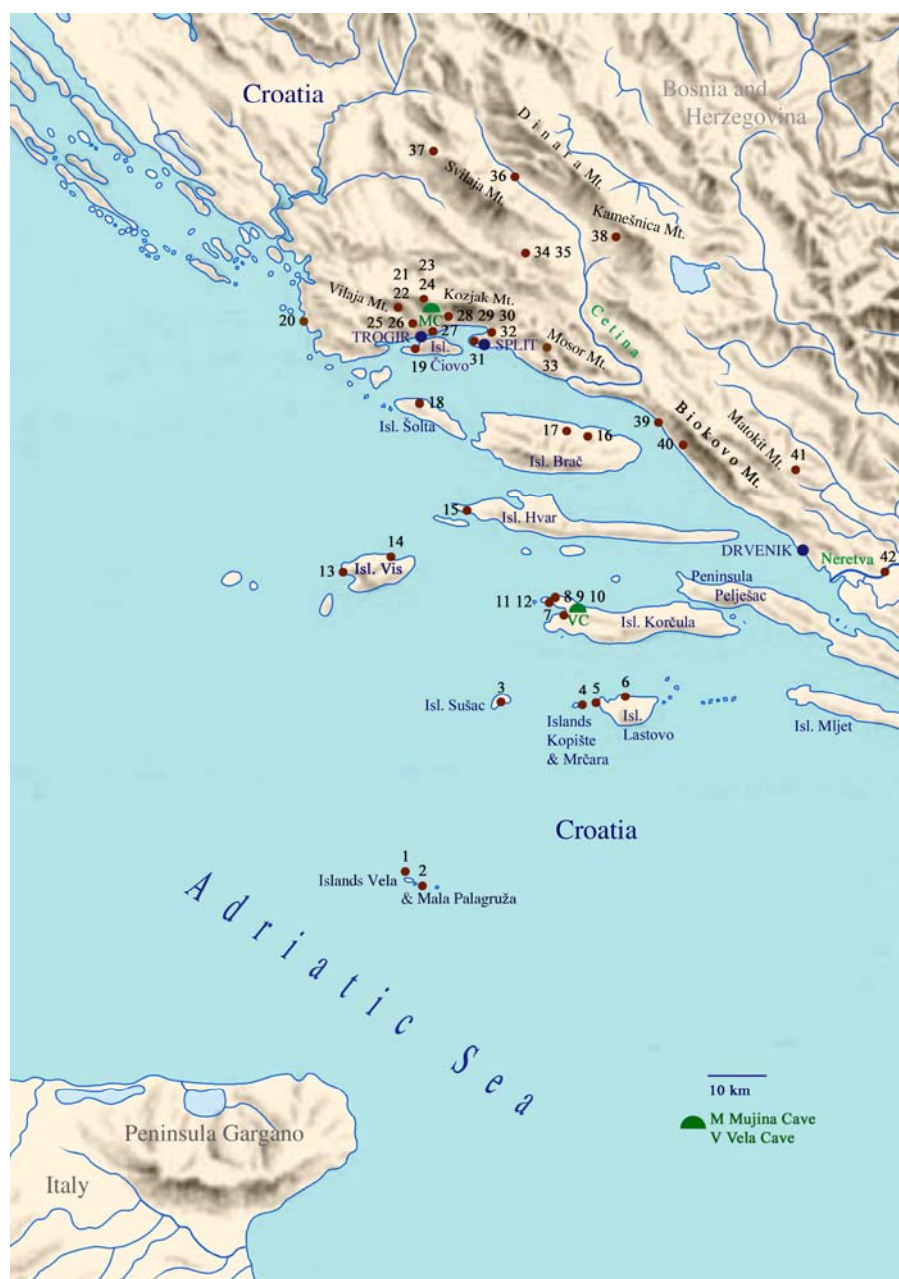 Croatia
Bosnia and
Herzegovina
Dinara Mt.
37
Svilaja Mt.
36
Kamešnica Mt.
38
34 35
23
21
24
22
Vilaja Mt.
Kozjak Mt.
20
25 26
MC
28 29 30
27
32
TROGIR
Isl.
Čiovo
19
31
SPLIT
33
Mosor Mt.
Cetina
18
Isl. Šolta
17
16
Isl. Brač
39
40
Biokovo Mt.
Matokit Mt.
41
15
Isl. Hvar
14
13
Isl. Vis
DRVENIK
Neretva
42
Peninsula
Pelješac
11 12
8 9 10
7
VC
Isl. Korčula
3
Isl. Sušac
4
5
6
Islands
Kopište
& Mrčara
Isl.
Lastovo
Isl. Mljet
Croatia
1
2
Islands Vela
& Mala Palagruža
Adriatic Sea
10 km
M Mujina Cave
V Vela Cave
Peninsula Gargano
Italy